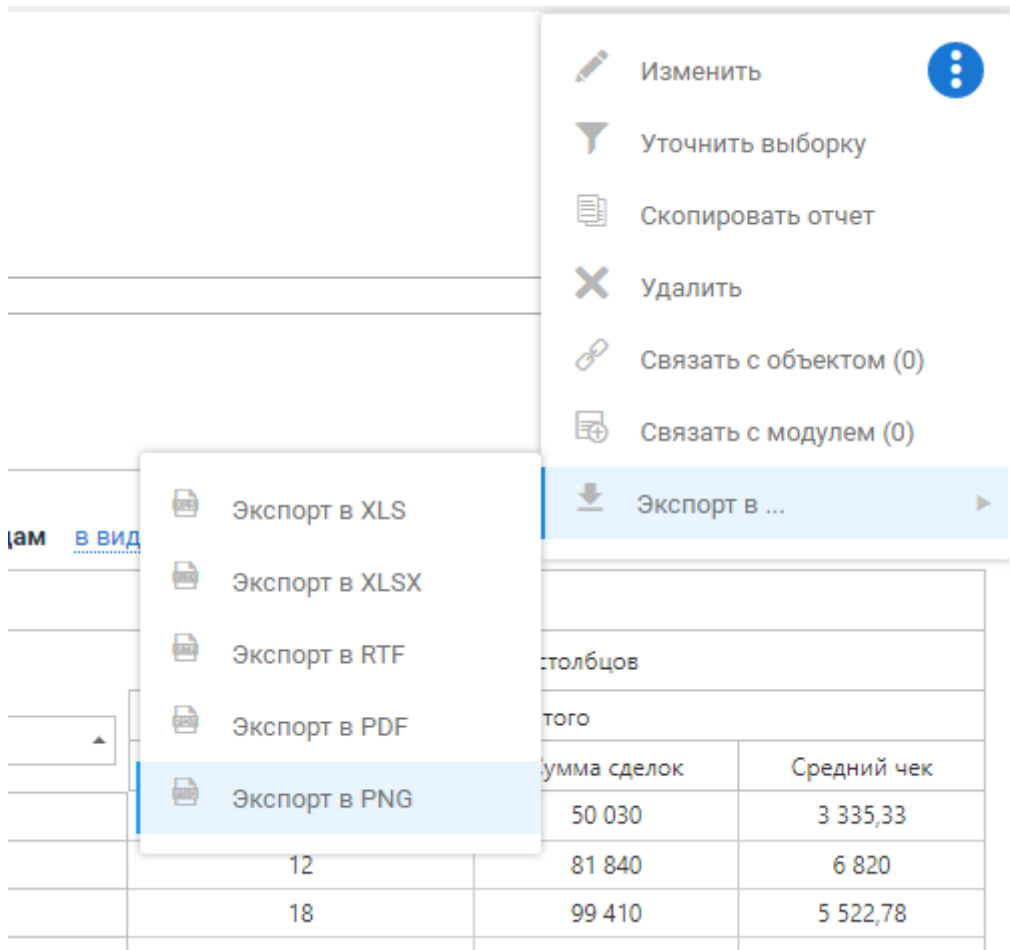 Изменить
Уточнить выборку
Скопировать отчет
Удалить
Связать с объектом (0)
Связать с модулем (0)
Экспорт в ...
Экспорт в XLS
Экспорт в XLSX
Экспорт в RTF
Экспорт в PDF
Экспорт в PNG
дам в вид
столбцов
того
умма сделок Средний чек
50 030 3 335,33
12 81 840 6 820
18 99 410 5 522,78